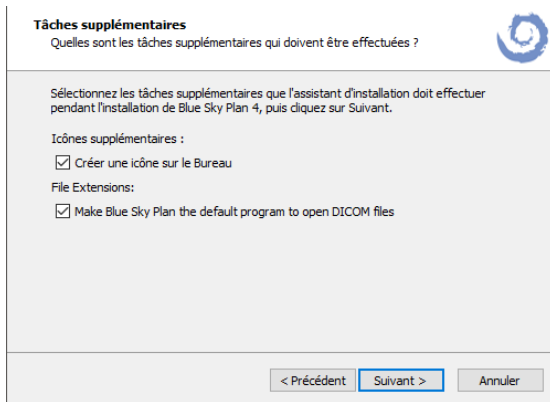 Tâches supplémentaires
Quelles sont les tâches supplémentaires qui doivent être effectuées ?
Sélectionnez les tâches supplémentaires que l'assistant d'installation doit effectuer
pendant l'installation de Blue Sky Plan 4, puis cliquez sur Suivant.
Icônes supplémentaires :
Créer une icône sur le Bureau
File Extensions:
Make Blue Sky Plan the default program to open DICOM files
< Précédent Suivant > Annuler